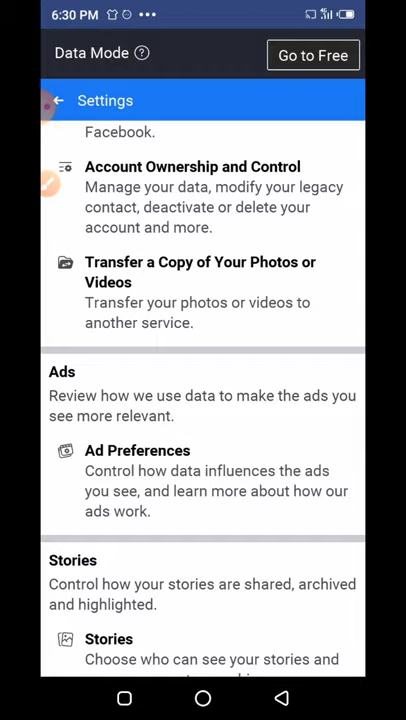 6:30 PM
Data Mode
Go to Free
Settings
Facebook.
Account Ownership and Control
Manage your data, modify your legacy
contact, deactivate or delete your
account and more.
Transfer a Copy of Your Photos or
Videos
Transfer your photos or videos to
another service.
Ads
Review how we use data to make the ads you
see more relevant.
Ad Preferences
Control how data influences the ads
you see, and learn more about how our
ads work.
Stories
Control how your stories are shared, archived
and highlighted.
Stories
Choose who can see your stories and